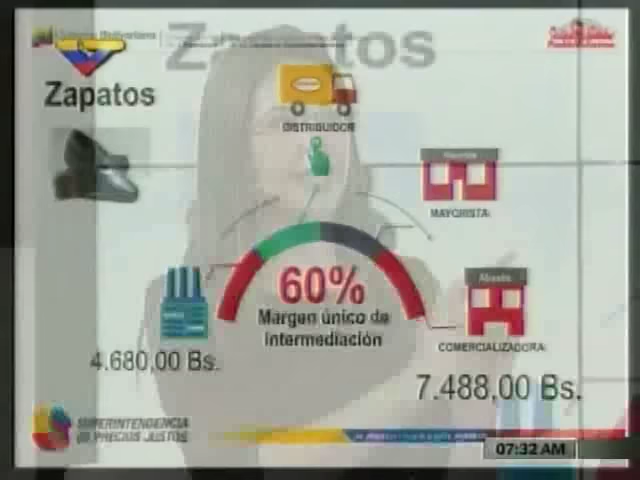 Zapatos
Zapatos
DISTRIBUIDOR
MAYORISTA
60%
Margen único de
intermediación
Abasto
COMERCIALIZADORA
4.680,00 Bs.
7.488,00 Bs.
SUPERINTENDENCIA
DE PRECIOS JUSTOS
07:32 AM